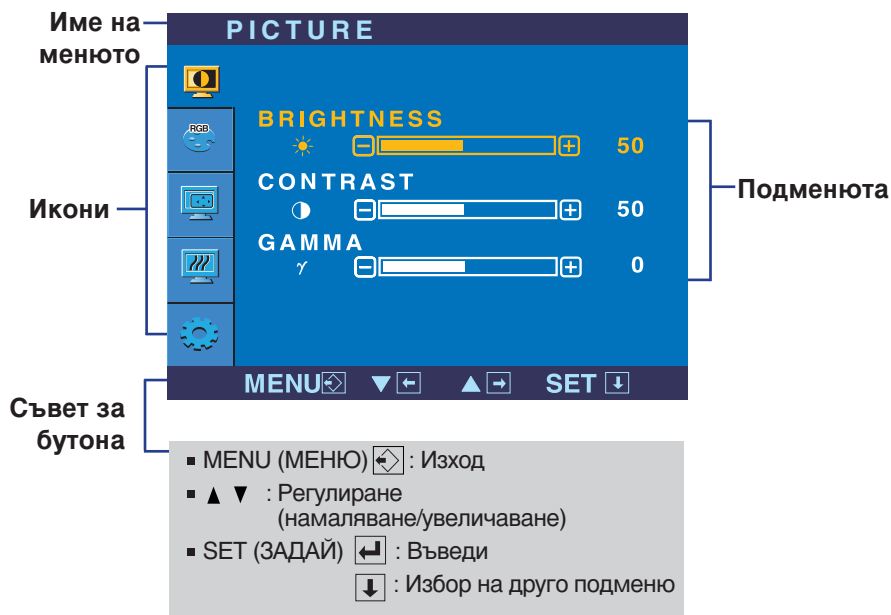 Име на
менюто
PICTURE
RGB
BRIGHTNESS
50
CONTRAST
50
GAMMA
γ
0
Икони
Подменюта
MENU ▼ ← ▲ → SET ↓
Съвет за
бутона
▪ MENU (МЕНЮ) : Изход
▪ ▲ ▼ : Регулиране
(намаляване/увеличаване)
▪ SET (ЗАДАЙ) ↵ : Въведи
↓ : Избор на друго подменю